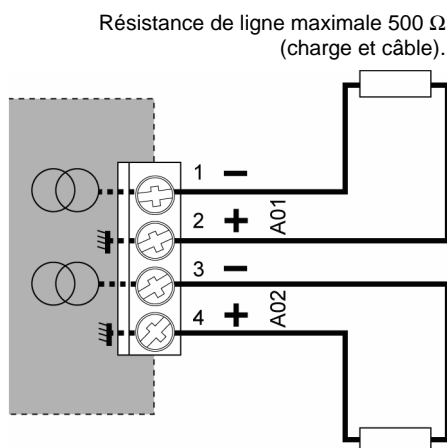 Résistance de ligne maximale 500 Ω
(charge et câble).
1 −
2 +
A01
3 −
4 +
A02